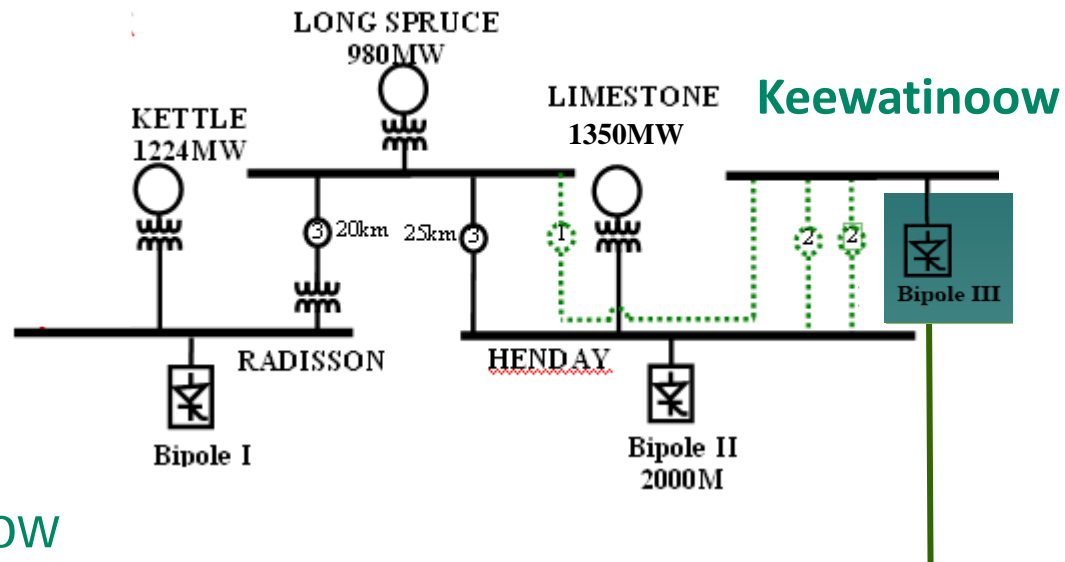 LONG SPRUCE
980MW
KETTLE
1224MW
LIMESTONE
1350MW
Keewatinoow
3 20km
25km 3
1
2
2
Bipole III
RADISSON
HENDAY
Bipole I
Bipole II
2000M
ow